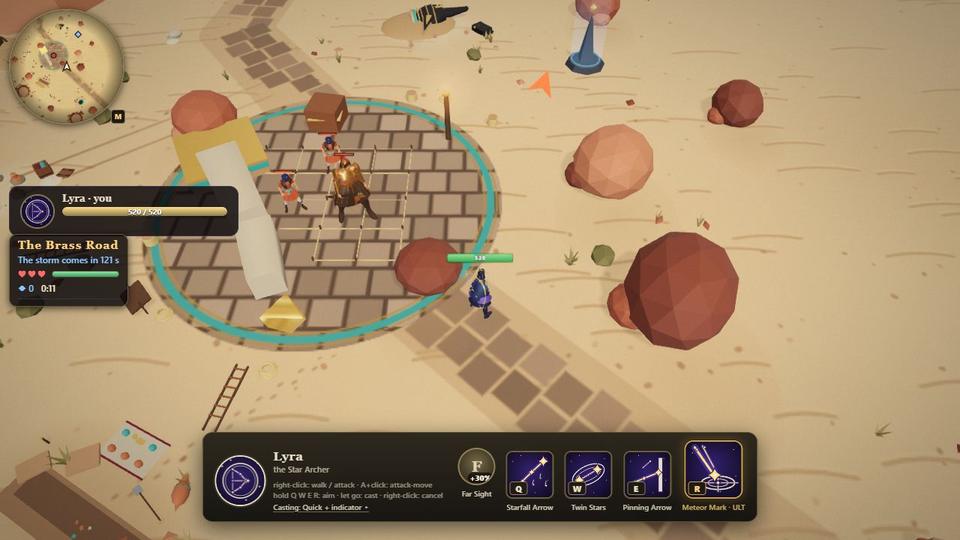 M
Lyra · you
520 / 520
The Brass Road
The storm comes in 121 s
0 0:11
520
Lyra
the Star Archer
right-click: walk / attack · A+click: attack-move
hold Q W E R: aim · let go: cast · right-click: cancel
Casting: Quick + indicator
F
+30%
Far Sight
Q
Starfall Arrow
W
Twin Stars
E
Pinning Arrow
R
Meteor Mark · ULT